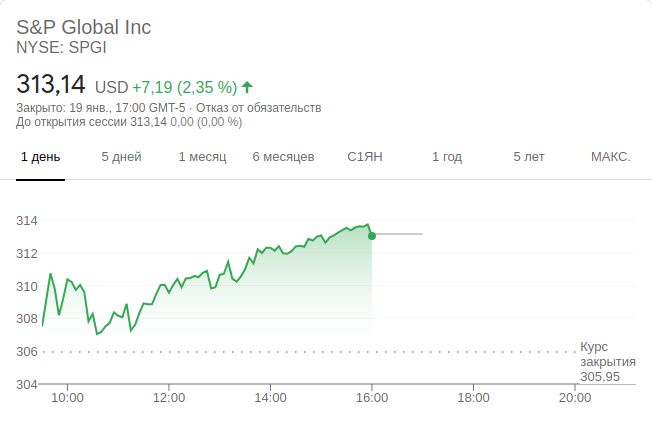 S&P Global Inc
NYSE: SPGI
313,14 USD +7,19 (2,35 %)
Закрыто: 19 янв., 17:00 GMT-5 · Отказ от обязательств
До открытия сессии 313,14 0,00 (0,00 %)
1 день 5 дней 1 месяц 6 месяцев С1ЯН 1 год 5 лет МАКС.
314
312
310
308
306
304
Курс
закрытия
305,95
10:00 12:00 14:00 16:00 18:00 20:00